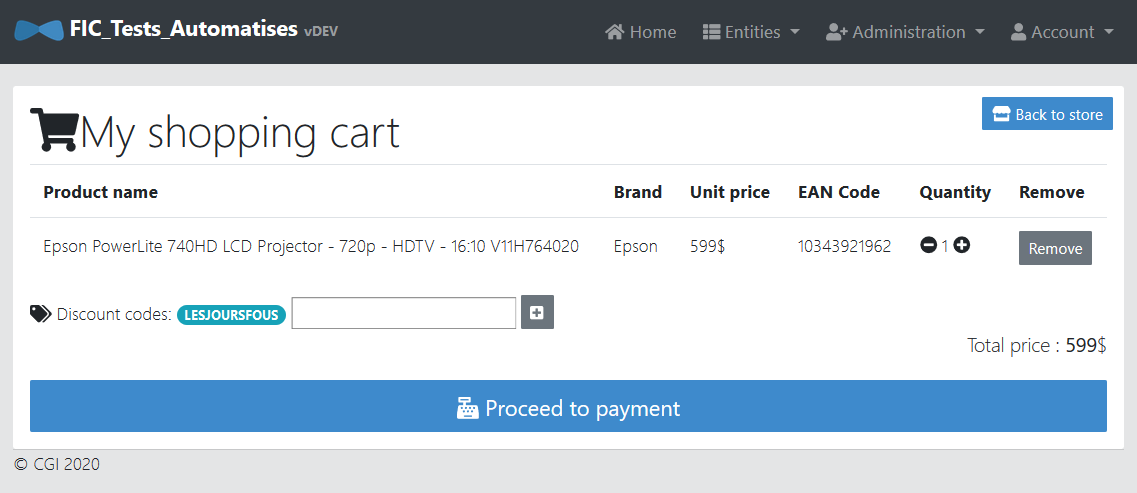 FIC_Tests_Automatises vDEV Home Entities Administration Account
My shopping cart
Back to store
Product name Brand Unit price EAN Code Quantity Remove
Epson PowerLite 740HD LCD Projector - 720p - HDTV - 16:10 V11H764020 Epson 599$ 10343921962 1 Remove
Discount codes: LESJOURSFOUS
Total price : 599$
Proceed to payment
© CGI 2020